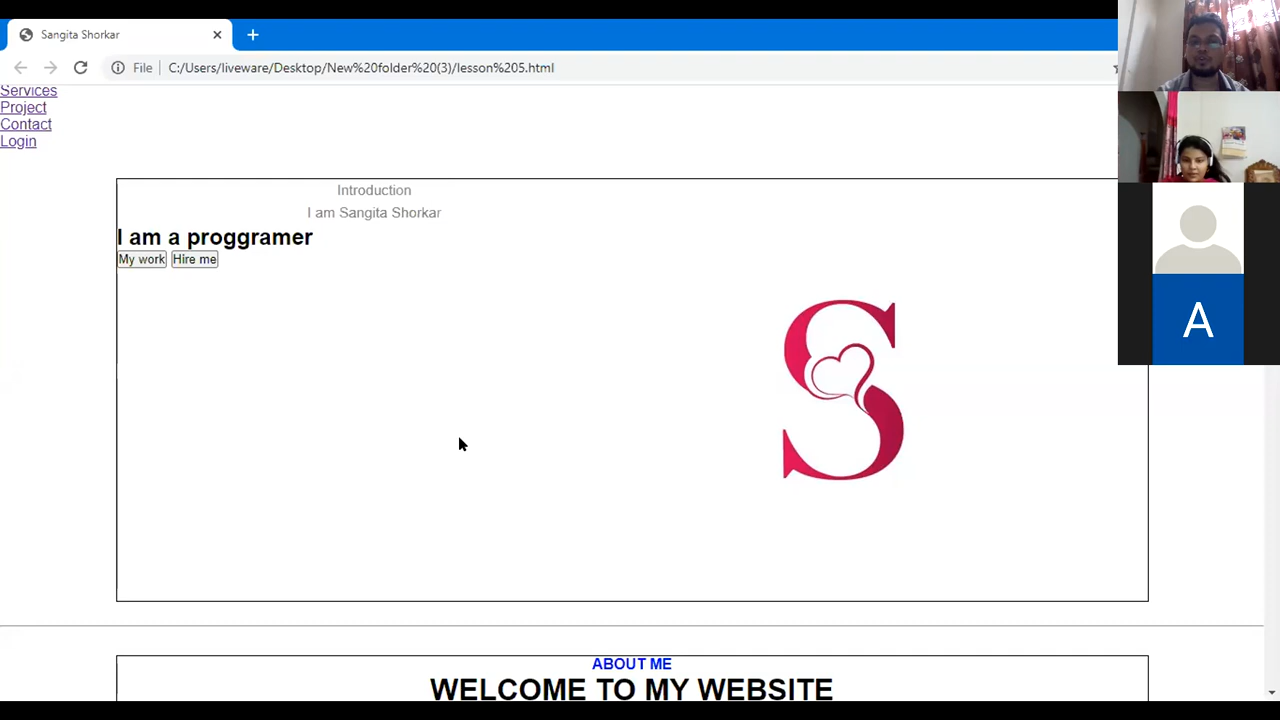 Sangita Shorkar
File
C:/Users/liveware/Desktop/New%20folder%20(3)/lesson%205.html
Services
Project
Contact
Login
Introduction
I am Sangita Shorkar
I am a proggramer
My work Hire me
S
A
ABOUT ME
WELCOME TO MY WEBSITE